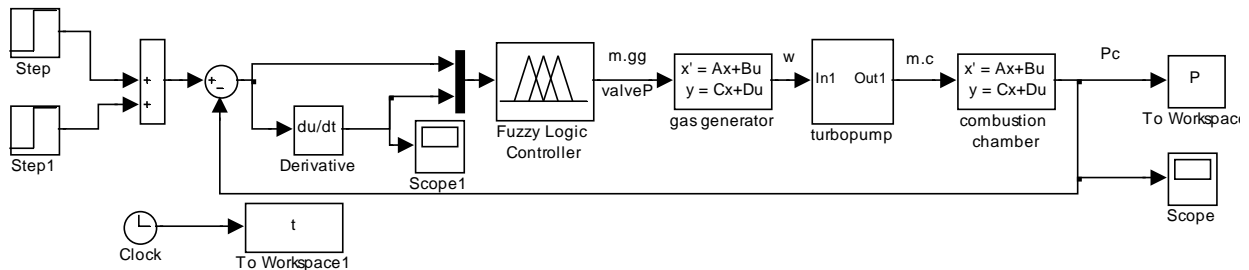 Step
Step1
+
+
+
−
du/dt
Derivative
Scope1
Fuzzy Logic
Controller
m.gg
valveP
x' = Ax+Bu
y = Cx+Du
gas generator
w
In1 Out1
turbopump
m.c
x' = Ax+Bu
y = Cx+Du
combustion
chamber
Pc
P
To Workspace
Scope
Clock
t
To Workspace1